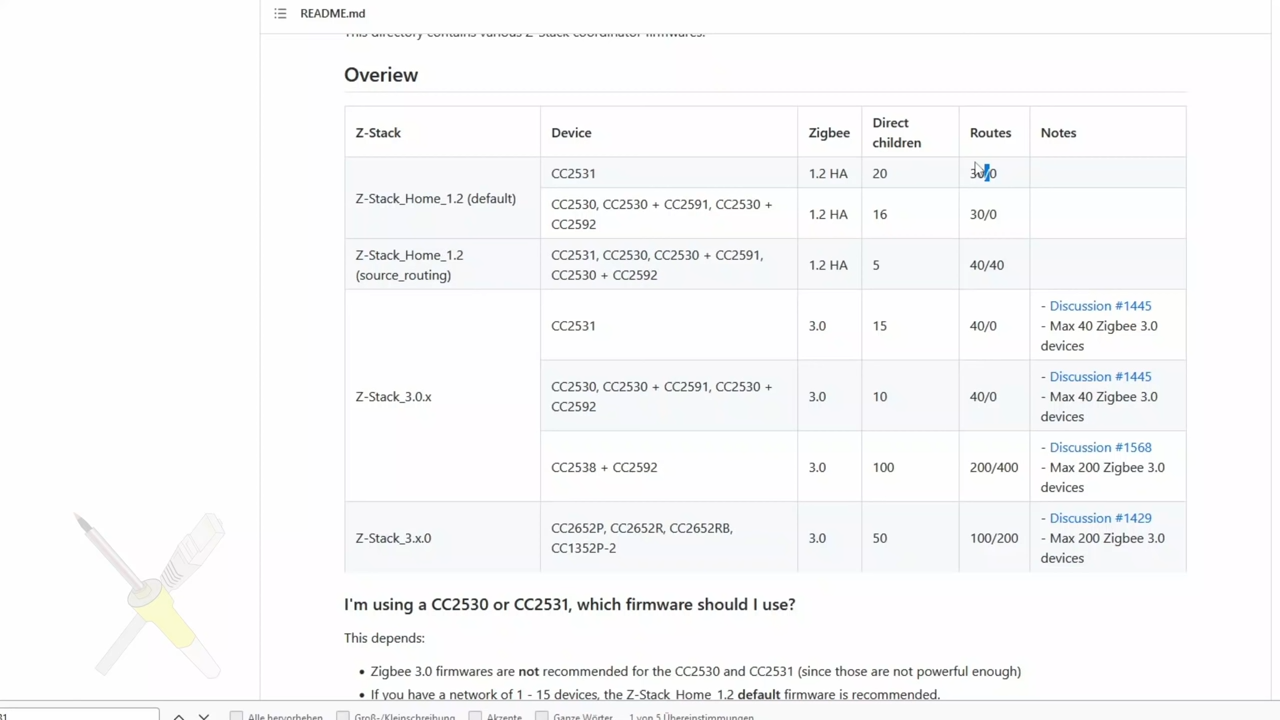 README.md
This directory contains various Z-Stack coordinator firmwares.
Overiew
Z-Stack Device Zigbee Direct children Routes Notes
Z-Stack_Home_1.2 (default) CC2531 1.2 HA 20 30/0
CC2530, CC2530 + CC2591, CC2530 +
CC2592 1.2 HA 16 30/0
Z-Stack_Home_1.2
(source_routing) CC2531, CC2530, CC2530 + CC2591,
CC2530 + CC2592 1.2 HA 5 40/40
Z-Stack_3.0.x CC2531 3.0 15 40/0 - Discussion #1445
- Max 40 Zigbee 3.0
devices
CC2530, CC2530 + CC2591, CC2530 +
CC2592 3.0 10 40/0 - Discussion #1445
- Max 40 Zigbee 3.0
devices
CC2538 + CC2592 3.0 100 200/400 - Discussion #1568
- Max 200 Zigbee 3.0
devices
Z-Stack_3.x.0 CC2652P, CC2652R, CC2652RB,
CC1352P-2 3.0 50 100/200 - Discussion #1429
- Max 200 Zigbee 3.0
devices
I'm using a CC2530 or CC2531, which firmware should I use?
This depends:
• Zigbee 3.0 firmwares are not recommended for the CC2530 and CC2531 (since those are not powerful enough)
• If you have a network of 1 - 15 devices, the Z-Stack_Home_1.2 default firmware is recommended.
Alle hervorheben Groß-/Kleinschreibung Akzente Ganze Wörter 1 von 5 Übereinstimmungen